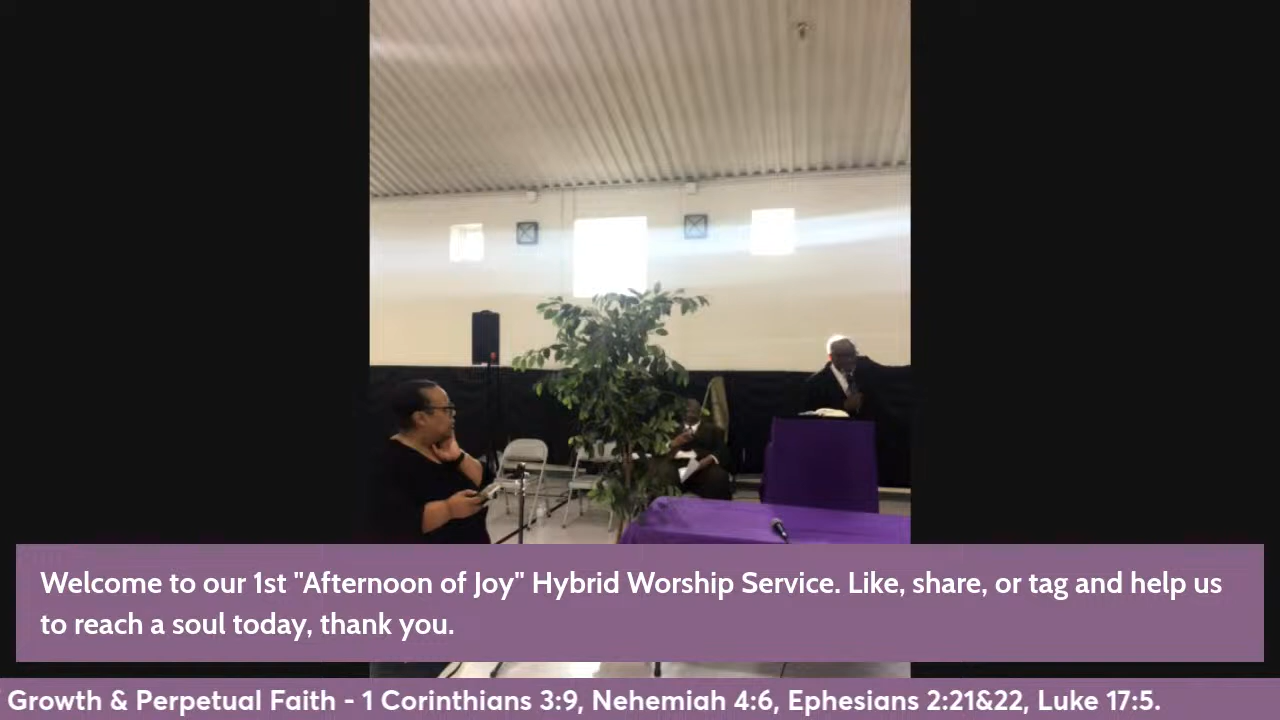 Welcome to our 1st "Afternoon of Joy" Hybrid Worship Service. Like, share, or tag and help us
to reach a soul today, thank you.
Growth & Perpetual Faith - 1 Corinthians 3:9, Nehemiah 4:6, Ephesians 2:21&22, Luke 17:5.